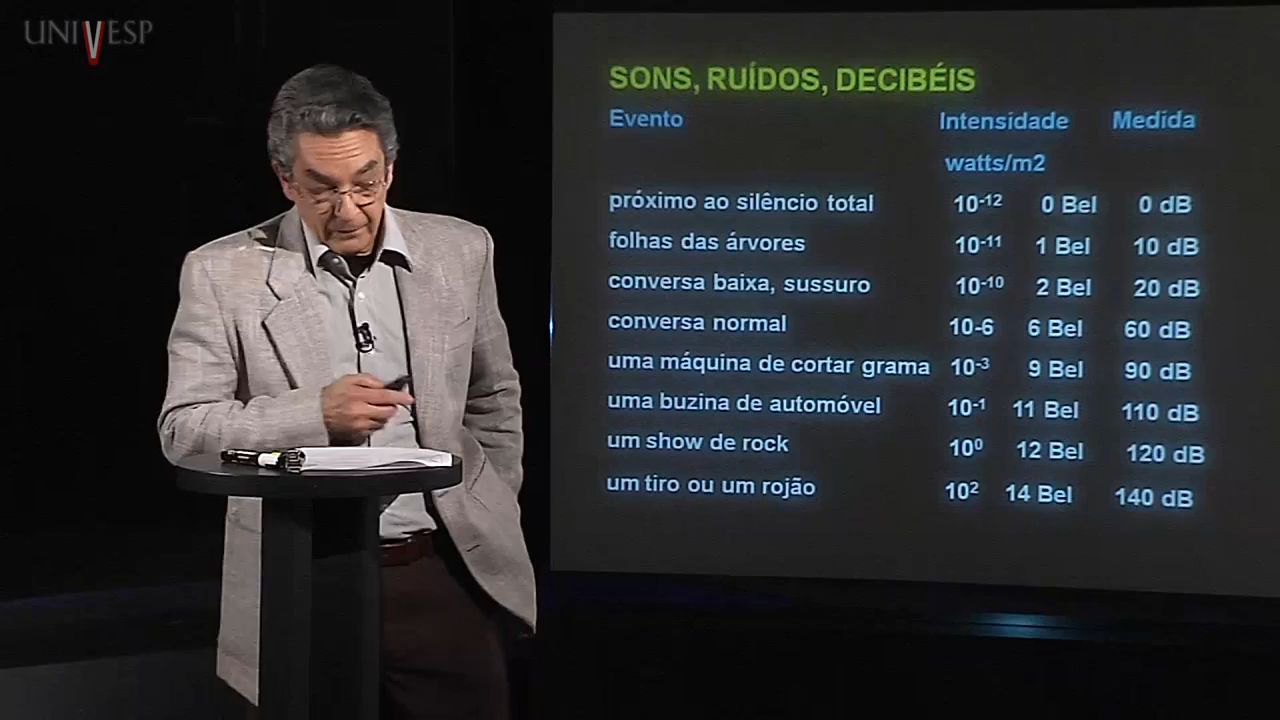 UNIVESP
SONS, RUÍDOS, DECIBÉIS
Evento Intensidade Medida
watts/m2
próximo ao silêncio total 10⁻¹² 0 Bel 0 dB
folhas das árvores 10⁻¹¹ 1 Bel 10 dB
conversa baixa, sussuro 10⁻¹⁰ 2 Bel 20 dB
conversa normal 10-6 6 Bel 60 dB
uma máquina de cortar grama 10⁻³ 9 Bel 90 dB
uma buzina de automóvel 10⁻¹ 11 Bel 110 dB
um show de rock 10⁰ 12 Bel 120 dB
um tiro ou um rojão 10² 14 Bel 140 dB